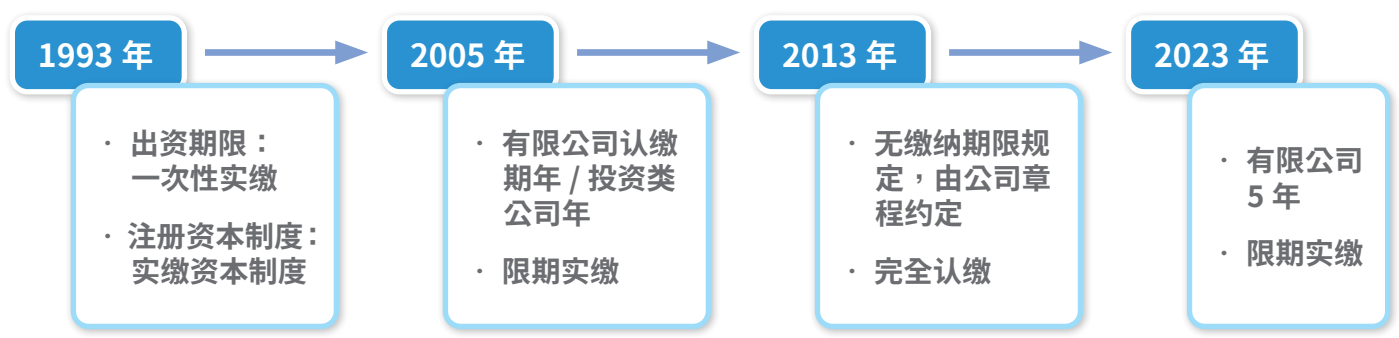 1993 年
· 出资期限：
一次性实缴
· 注册资本制度：
实缴资本制度
2005 年
· 有限公司认缴
期年 / 投资类
公司年
· 限期实缴
2013 年
· 无缴纳期限规
定，由公司章
程约定
· 完全认缴
2023 年
· 有限公司
5 年
· 限期实缴